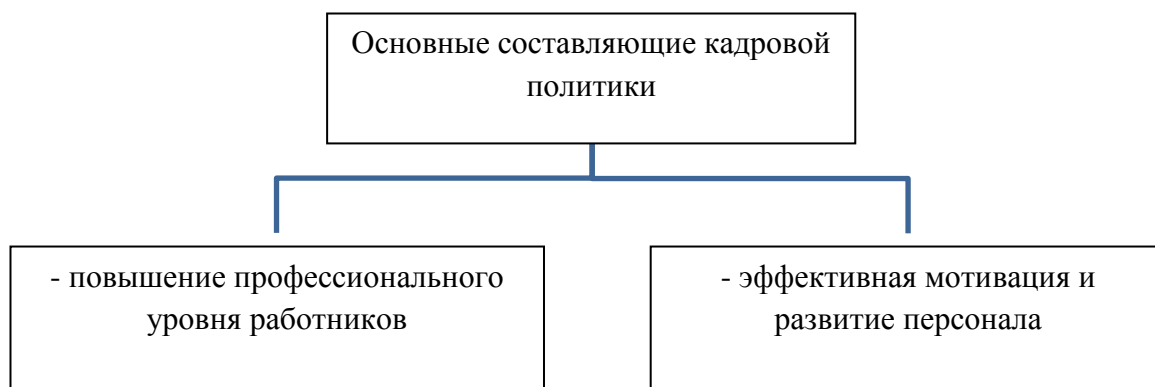 Основные составляющие кадровой
политики
- повышение профессионального
уровня работников
- эффективная мотивация и
развитие персонала